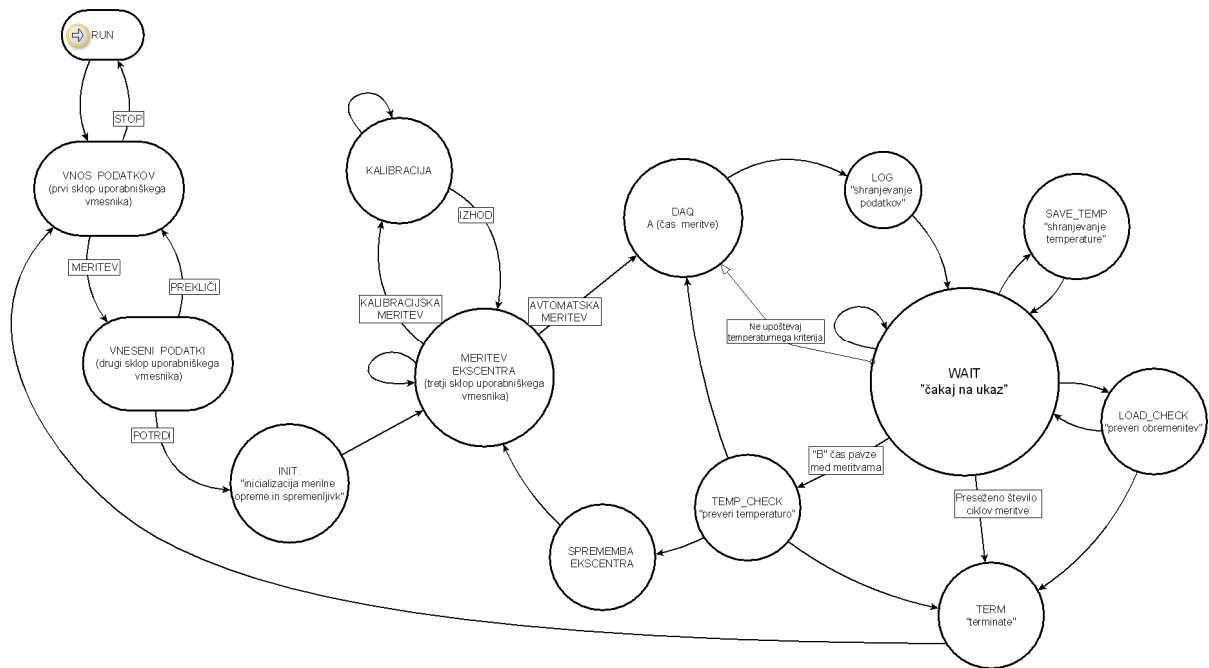 RUN
STOP
VNOS PODATKOV
(prvi sklop uporabniškega
vmesnika)
MERITEV
PREKLIČI
VNESENI PODATKI
(drugi sklop uporabniškega
vmesnika)
POTRDI
INIT.
"inicializacija merilne
opreme in spremenljivk"
KALIBRACIJA
IZHOD
KALIBRACIJSKA
MERITEV
AVTOMATSKA
MERITEV
MERITEV
EKSCENTRA
(tretji sklop uporabniškega
vmesnika)
DAQ
A (čas meritve)
LOG
"shranjevanje
podatkov"
SAVE_TEMP
"shranjevanje
temperature"
Ne upoštevaj
temperaturnega kriterija
WAIT
"čakaj na ukaz"
LOAD_CHECK
"preveri obremenitev"
"B" čas pavze
med meritvama
TEMP_CHECK
"preveri temperaturo"
Preseženo število
ciklov meritve
SPREMEMBA
EKSCENTRA
TERM
"terminate"